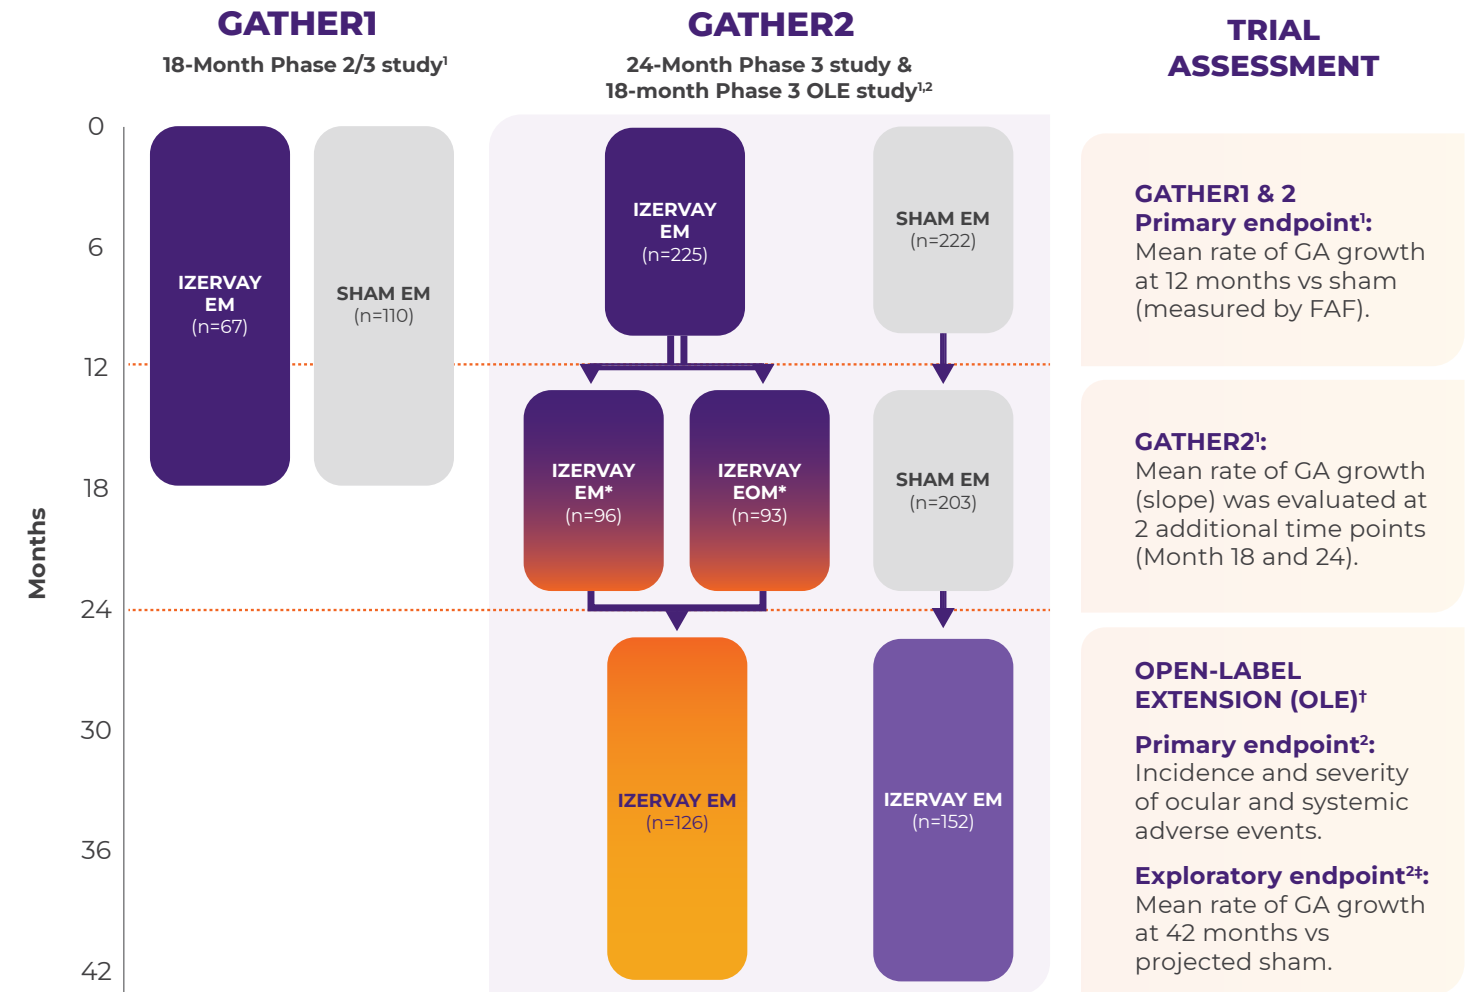 GATHER1
18-Month Phase 2/3 study¹
GATHER2
24-Month Phase 3 study &
18-month Phase 3 OLE study¹,²
TRIAL
ASSESSMENT
Months
0
6
12
18
24
30
36
42
IZERVAY
EM
(n=67)
SHAM EM
(n=110)
IZERVAY
EM
(n=225)
SHAM EM
(n=222)
IZERVAY
EM*
(n=96)
IZERVAY
EOM*
(n=93)
SHAM EM
(n=203)
IZERVAY EM
(n=126)
IZERVAY EM
(n=152)
GATHER1 & 2
Primary endpoint¹:
Mean rate of GA growth
at 12 months vs sham
(measured by FAF).
GATHER2¹:
Mean rate of GA growth
(slope) was evaluated at
2 additional time points
(Month 18 and 24).
OPEN-LABEL
EXTENSION (OLE)†
Primary endpoint²:
Incidence and severity
of ocular and systemic
adverse events.
Exploratory endpoint²‡:
Mean rate of GA growth
at 42 months vs
projected sham.